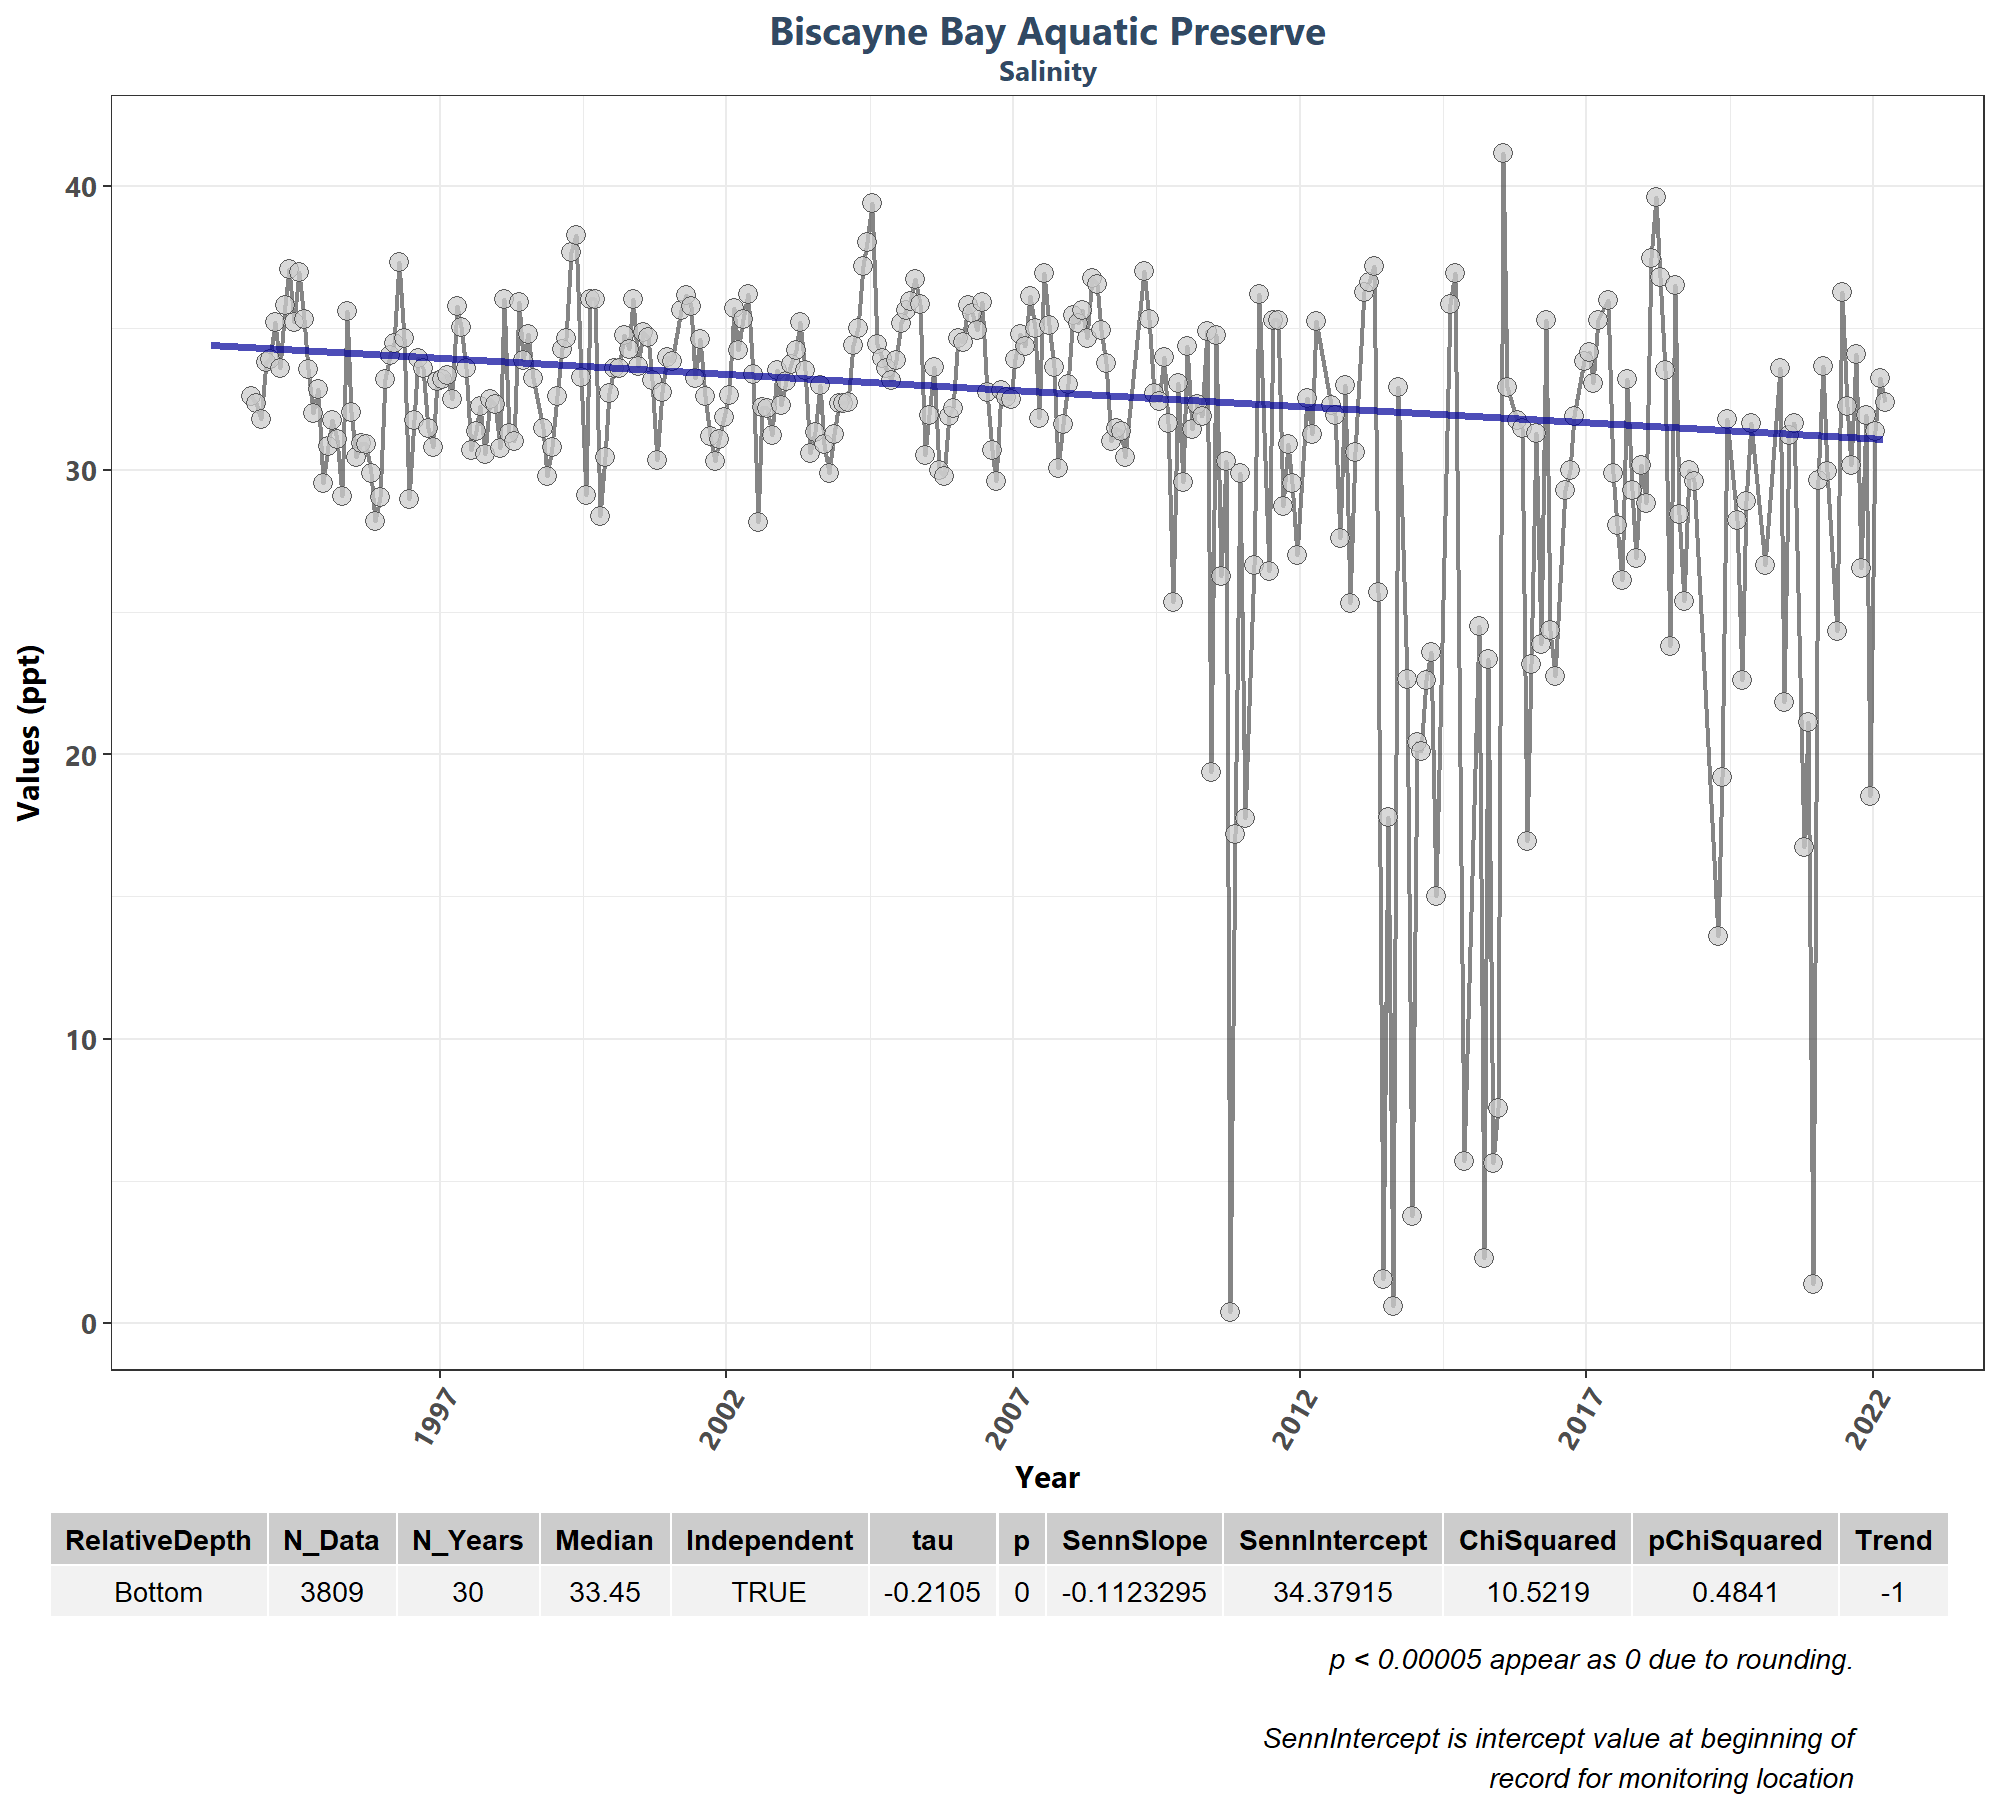 Biscayne Bay Aquatic Preserve
Salinity
Values (ppt)
40
30
20
10
0
1997
2002
2007
2012
2017
2022
Year
RelativeDepth N_Data N_Years Median Independent tau p SennSlope SennIntercept ChiSquared pChiSquared Trend
Bottom 3809 30 33.45 TRUE -0.2105 0 -0.1123295 34.37915 10.5219 0.4841 -1
p < 0.00005 appear as 0 due to rounding.
SennIntercept is intercept value at beginning of
record for monitoring location